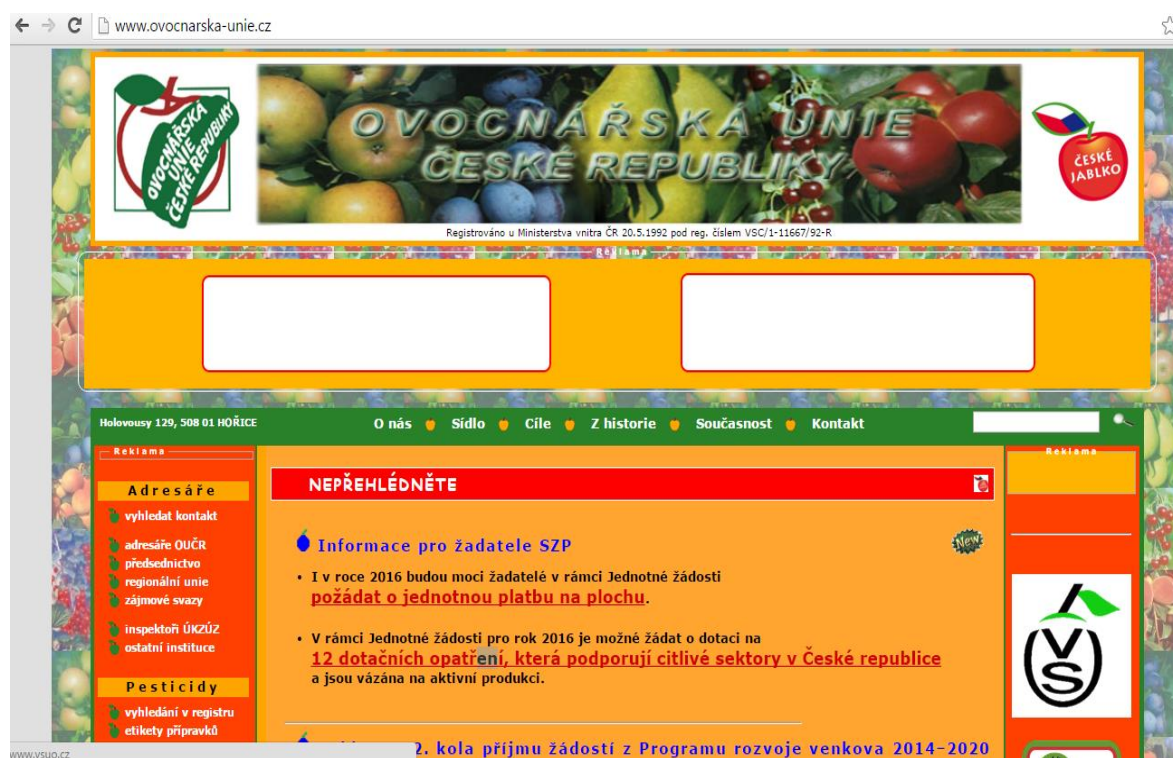 www.ovocnarska-unie.cz
OVOCNÁŘSKÁ
UNIE
ČESKÉ REPUBLIKY
OVOCNÁŘSKÁ UNIE
ČESKÉ REPUBLIKY
ČESKÉ
JABLKO
Registrováno u Ministerstva vnitra ČR 20.5.1992 pod reg. číslem VSC/1-11667/92-R
Reklama
Holovousy 129, 508 01 HOŘICE
O nás Sídlo Cíle Z historie Současnost Kontakt
Reklama
Adresáře
vyhledat kontakt
adresáře OUČR
předsednictvo
regionální unie
zájmové svazy
inspektoři ÚKZÚZ
ostatní instituce
Pesticidy
vyhledání v registru
etikety přípravků
NEPŘEHLÉDNĚTE
Informace pro žadatele SZP
New
• I v roce 2016 budou moci žadatelé v rámci Jednotné žádosti
požádat o jednotnou platbu na plochu.
• V rámci Jednotné žádosti pro rok 2016 je možné žádat o dotaci na
12 dotačních opatření, která podporují citlivé sektory v České republice
a jsou vázána na aktivní produkci.
2. kola příjmu žádostí z Programu rozvoje venkova 2014-2020
Reklama
VS
www.vsuo.cz